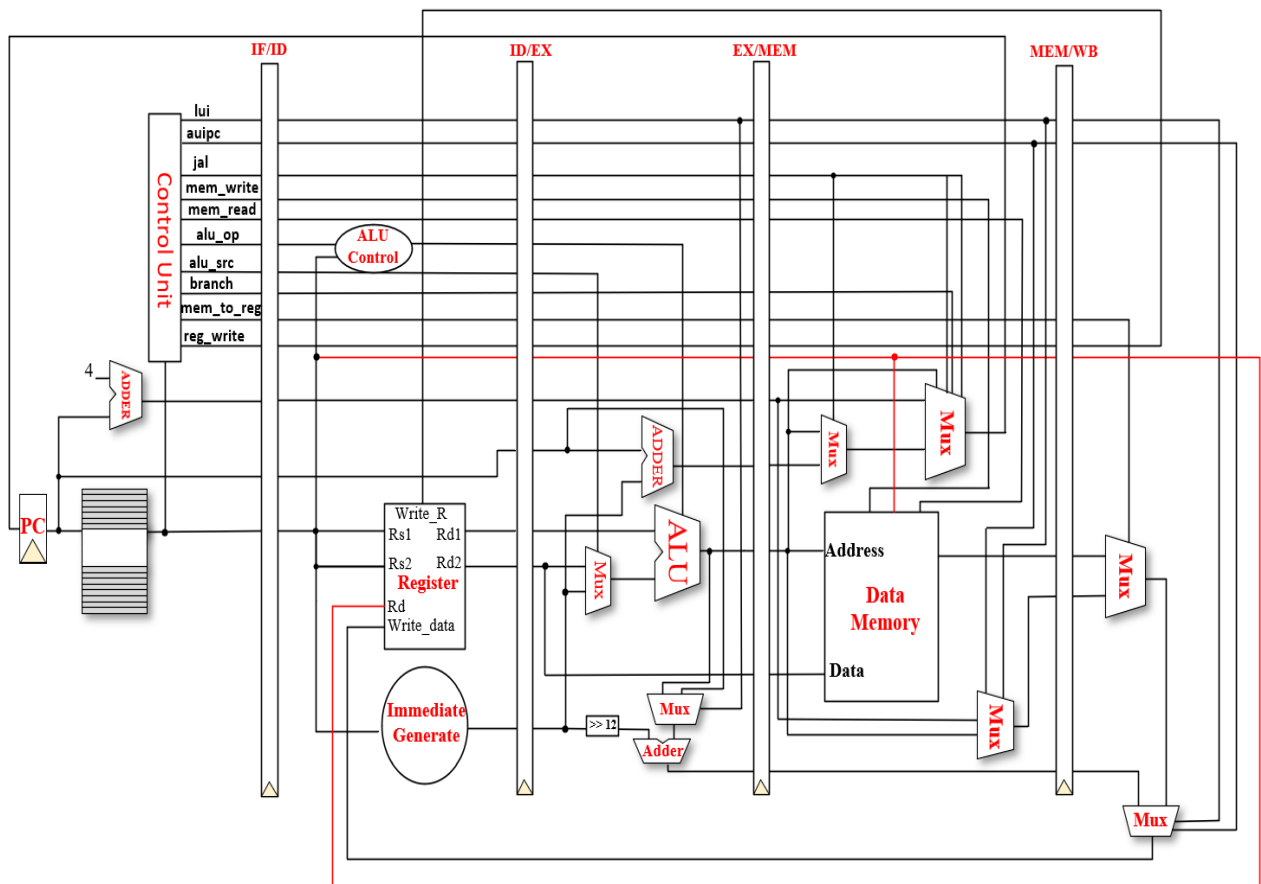 IF/ID
ID/EX
EX/MEM
MEM/WB
lui
auipc
jal
mem_write
mem_read
alu_op
alu_src
branch
mem_to_reg
reg_write
Control Unit
ALU
Control
4
ADDER
PC
Write_R
Rs1
Rd1
Rs2
Rd2
Register
Rd
Write_data
Immediate
Generate
ADDER
ALU
Mux
>> 12
Mux
Adder
Mux
Mux
Address
Data
Memory
Data
Mux
Mux
Mux